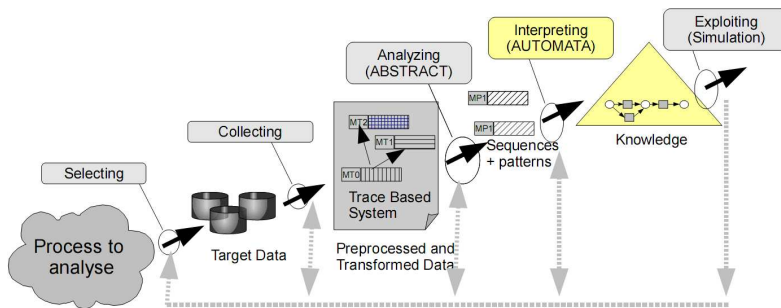 Selecting
Process to
analyse
Collecting
Target Data
MT2
MT1
MT0
Trace Based
System
Preprocessed and
Transformed Data
Analyzing
(ABSTRACT)
MP1
MP1
Sequences
+ patterns
Interpreting
(AUTOMATA)
Knowledge
Exploiting
(Simulation)